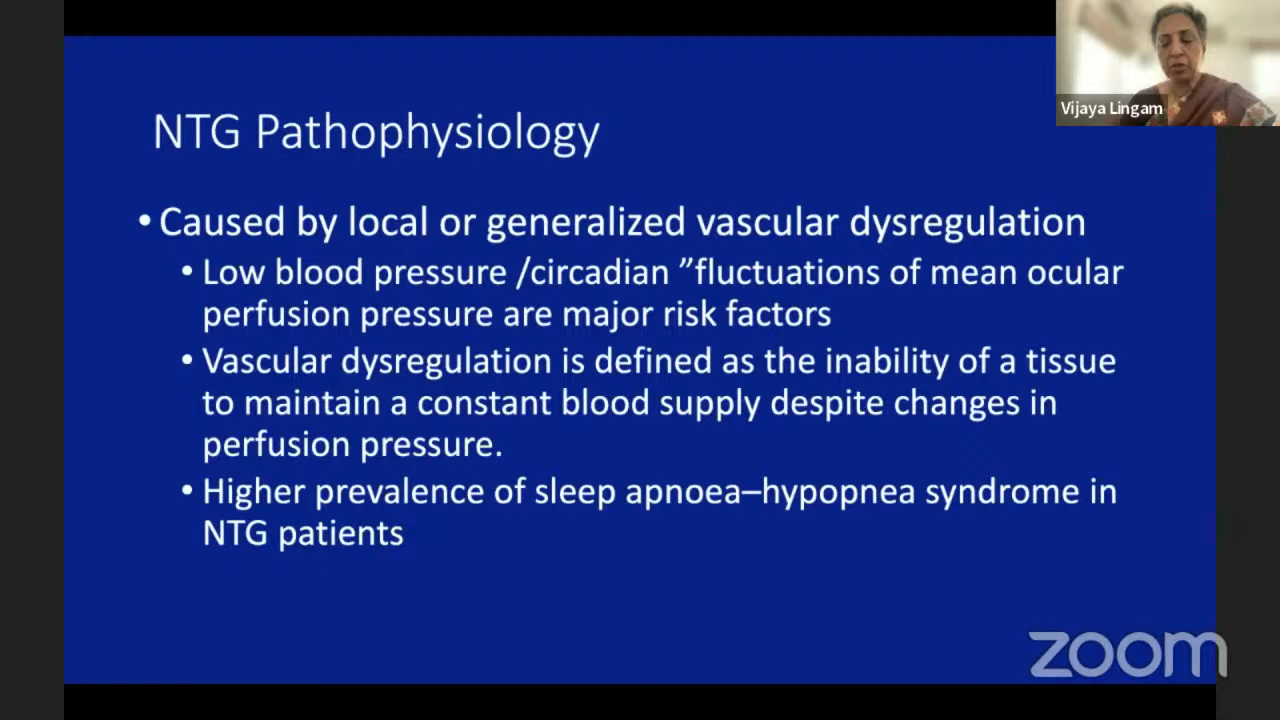 Vijaya Lingam
NTG Pathophysiology
• Caused by local or generalized vascular dysregulation
• Low blood pressure /circadian ”fluctuations of mean ocular
perfusion pressure are major risk factors
• Vascular dysregulation is defined as the inability of a tissue
to maintain a constant blood supply despite changes in
perfusion pressure.
• Higher prevalence of sleep apnoea–hypopnea syndrome in
NTG patients
zoom